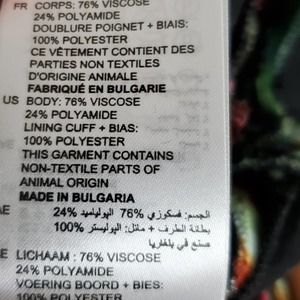 FR CORPS: 76% VISCOSE
24% POLYAMIDE
DOUBLURE POIGNET + BIAIS:
100% POLYESTER
CE VÊTEMENT CONTIENT DES
PARTIES NON TEXTILES
D'ORIGINE ANIMALE
FABRIQUÉ EN BULGARIE
US BODY: 76% VISCOSE
24% POLYAMIDE
LINING CUFF + BIAS:
100% POLYESTER
THIS GARMENT CONTAINS
NON-TEXTILE PARTS OF
ANIMAL ORIGIN
MADE IN BULGARIA
AE الجسم: فسكوزي 76% البولياميد 24%
بطانة الطرف + مائل: البوليستر 100%
صنع في بلغاريا
LICHAAM: 76% VISCOSE
24% POLYAMIDE
VOERING BOORD + BIES:
100% POLYESTER